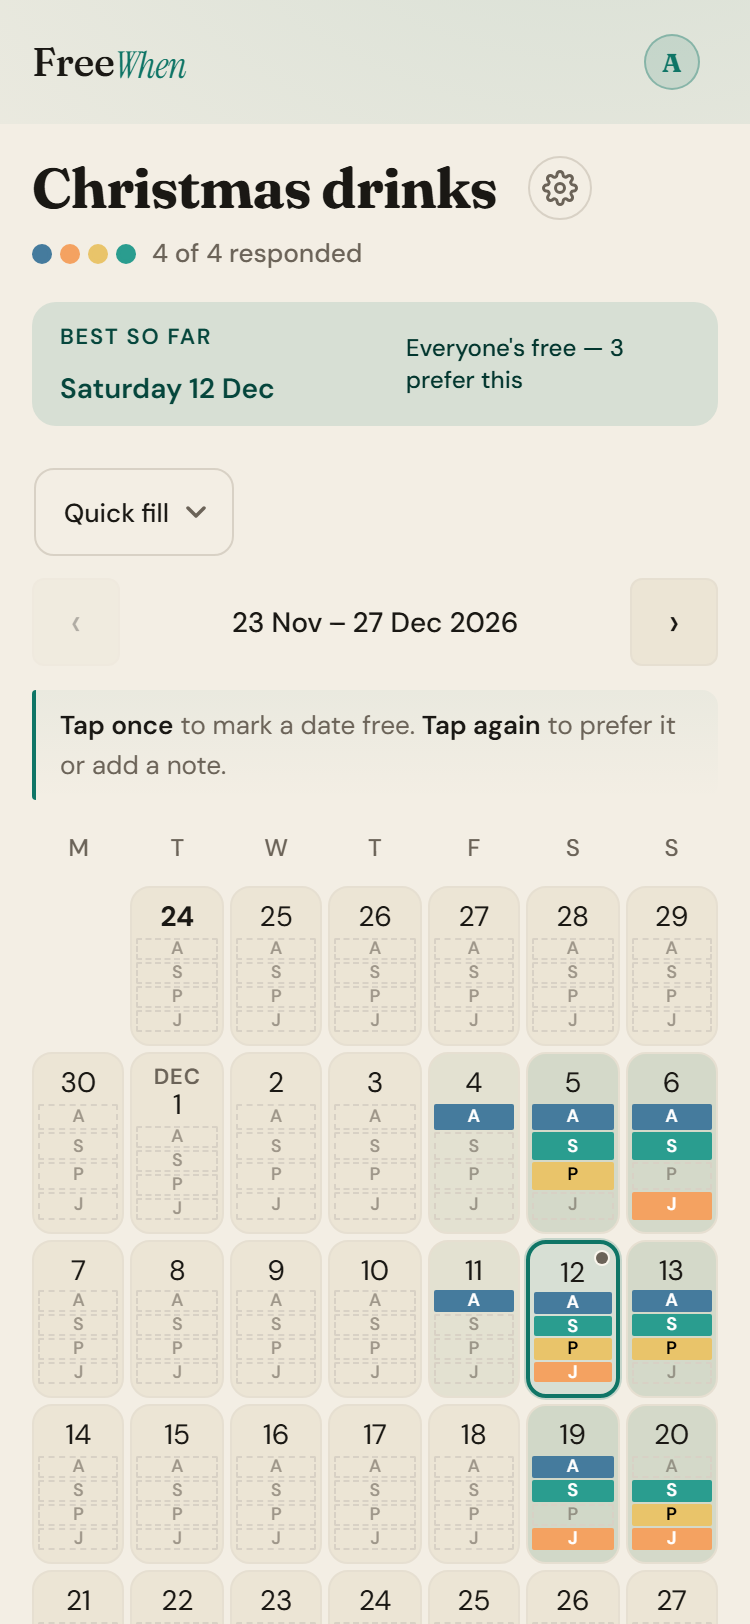 FreeWhen
A
Christmas drinks
4 of 4 responded
BEST SO FAR
Saturday 12 Dec
Everyone's free — 3
prefer this
Quick fill
‹ 23 Nov – 27 Dec 2026 ›
Tap once to mark a date free. Tap again to prefer it
or add a note.
M T W T F S S
24 25 26 27 28 29
A A A A A A
S S S S S S
P P P P P P
J J J J J J
30 DEC 1 2 3 4 5 6
A A A A A A A
S S S S S S S
P P P P P P P
J J J J J J J
7 8 9 10 11 12 13
A A A A A A A
S S S S S S S
P P P P P P P
J J J J J J J
14 15 16 17 18 19 20
A A A A A A A
S S S S S S S
P P P P P P P
J J J J J J J
21 22 23 24 25 26 27